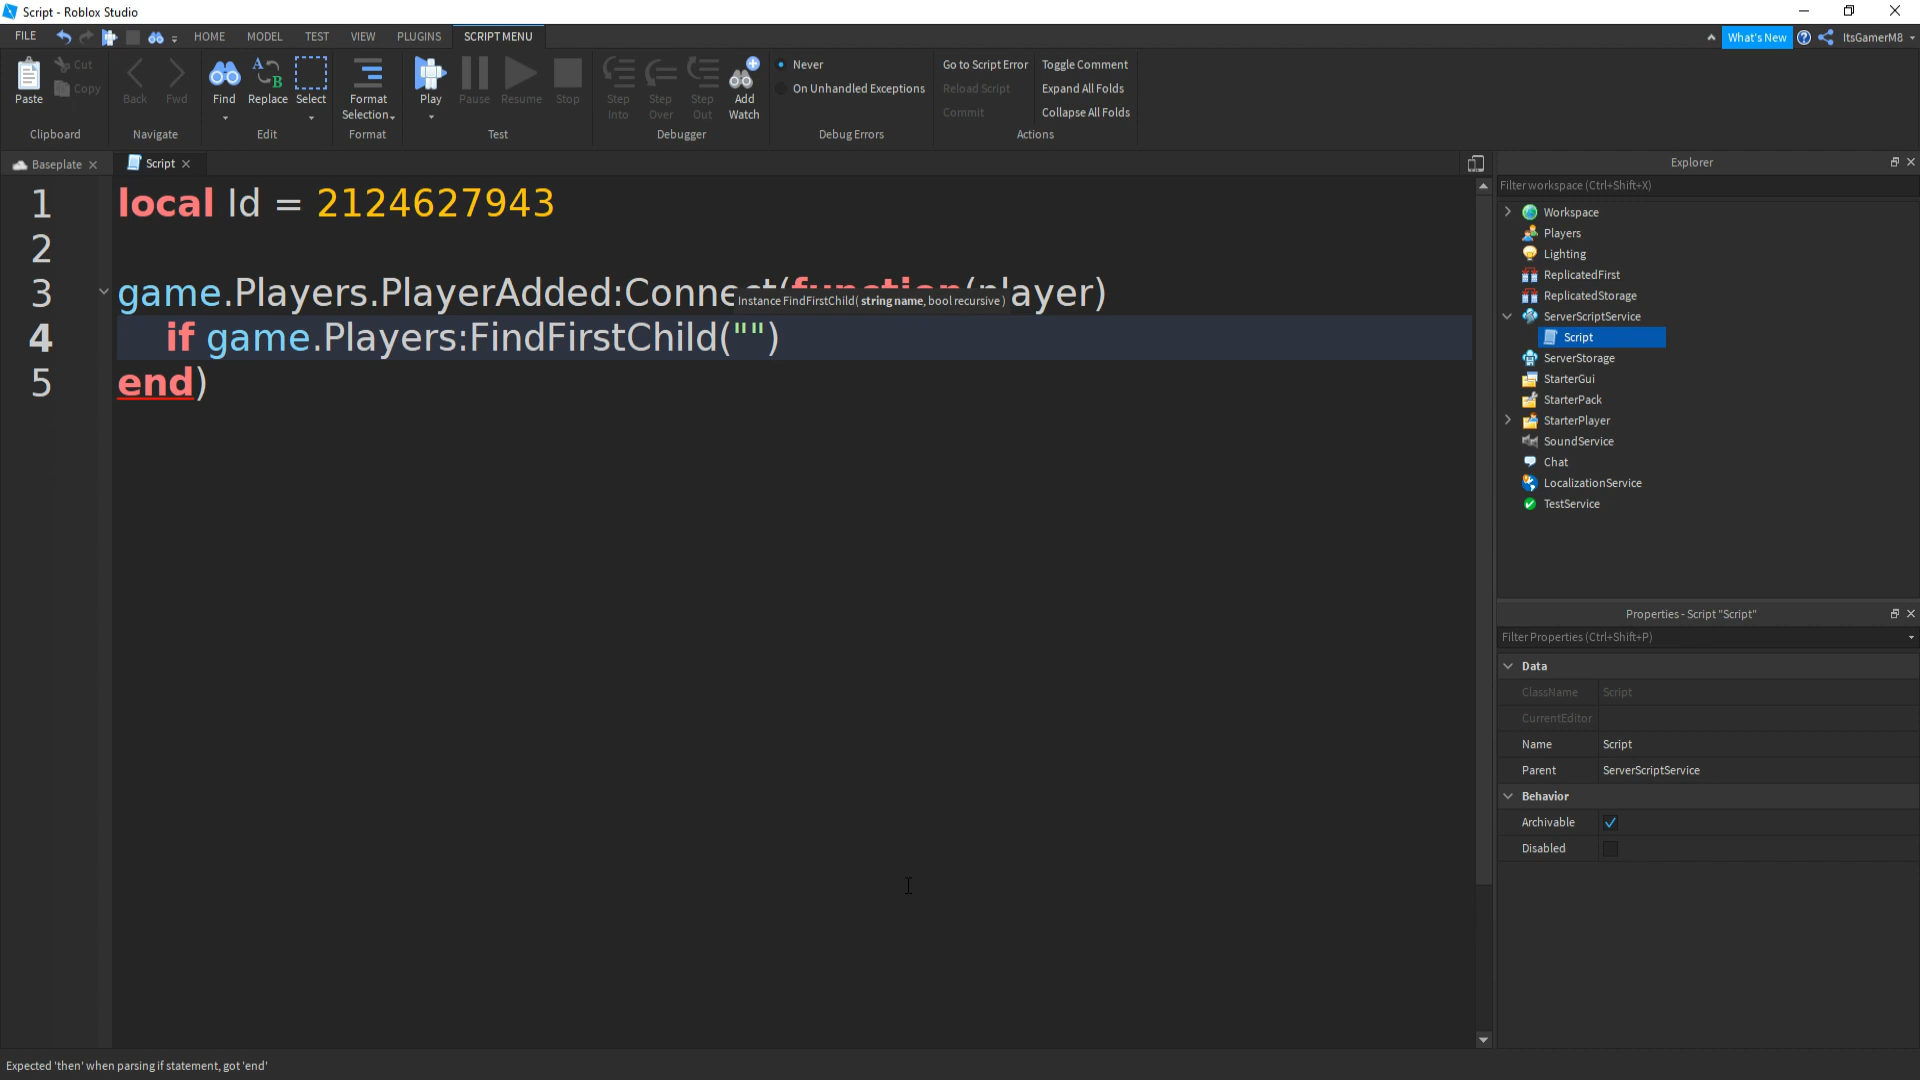 Script - Roblox Studio
FILE HOME MODEL TEST VIEW PLUGINS SCRIPT MENU What's New ItsGamerM8
Paste Cut Copy
Back Fwd
Find Replace Select
Format Selection
Play Pause Resume Stop
Step Into Step Over Step Out Add Watch
Never
On Unhandled Exceptions
Go to Script Error Toggle Comment
Reload Script Expand All Folds
Commit Collapse All Folds
Clipboard Navigate Edit Format Test Debugger Debug Errors Actions
Baseplate Script
1 local Id = 2124627943
2
3 game.Players.PlayerAdded:Connect(function(player)
Instance FindFirstChild( string name, bool recursive )
4 if game.Players:FindFirstChild("")
5 end)
Explorer
Filter workspace (Ctrl+Shift+X)
Workspace
Players
Lighting
ReplicatedFirst
ReplicatedStorage
ServerScriptService
Script
ServerStorage
StarterGui
StarterPack
StarterPlayer
SoundService
Chat
LocalizationService
TestService
Properties - Script "Script"
Filter Properties (Ctrl+Shift+P)
Data
ClassName Script
CurrentEditor
Name Script
Parent ServerScriptService
Behavior
Archivable
Disabled
Expected 'then' when parsing if statement, got 'end'